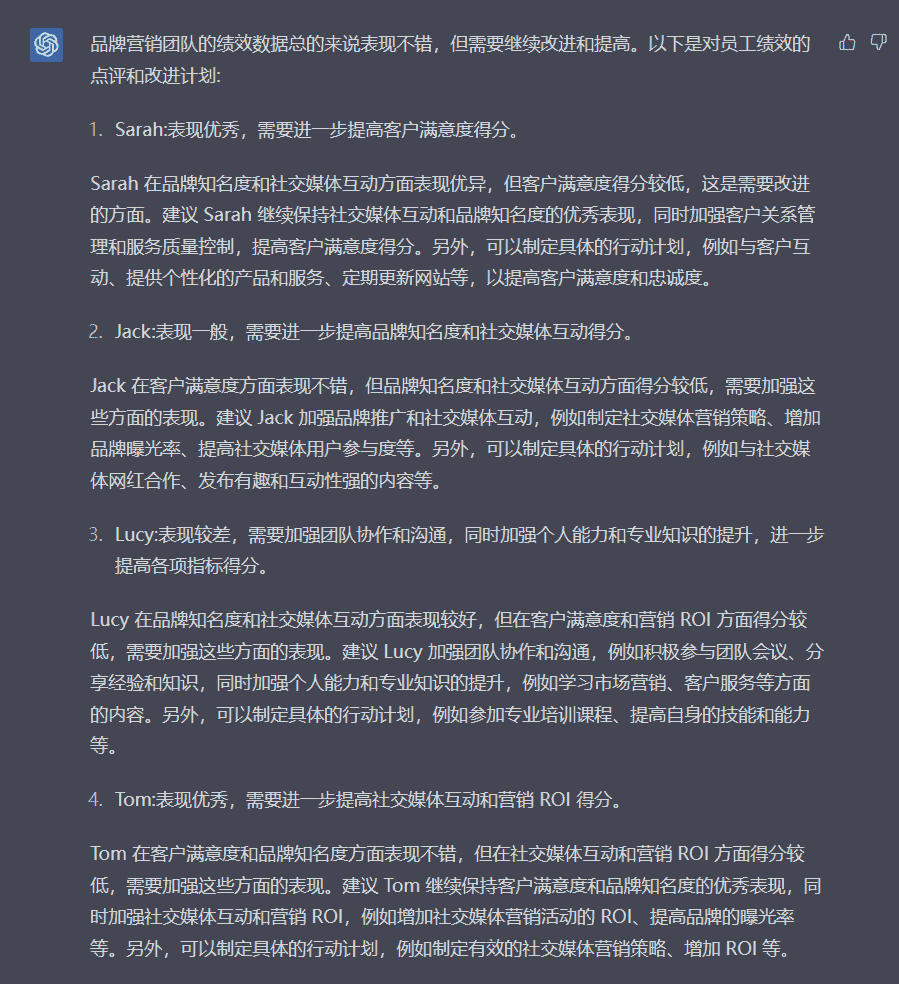 品牌营销团队的绩效数据总的来说表现不错，但需要继续改进和提高。以下是对员工绩效的
点评和改进计划:
1. Sarah:表现优秀，需要进一步提高客户满意度得分。
Sarah 在品牌知名度和社交媒体互动方面表现优异，但客户满意度得分较低，这是需要改进
的方面。建议 Sarah 继续保持社交媒体互动和品牌知名度的优秀表现，同时加强客户关系管
理和服务质量控制，提高客户满意度得分。另外，可以制定具体的行动计划，例如与客户互
动、提供个性化的产品和服务、定期更新网站等，以提高客户满意度和忠诚度。
2. Jack:表现一般，需要进一步提高品牌知名度和社交媒体互动得分。
Jack 在客户满意度方面表现不错，但品牌知名度和社交媒体互动方面得分较低，需要加强这
些方面的表现。建议 Jack 加强品牌推广和社交媒体互动，例如制定社交媒体营销策略、增加
品牌曝光率、提高社交媒体用户参与度等。另外，可以制定具体的行动计划，例如与社交媒
体网红合作、发布有趣和互动性强的内容等。
3. Lucy:表现较差，需要加强团队协作和沟通，同时加强个人能力和专业知识的提升，进一步
提高各项指标得分。
Lucy 在品牌知名度和社交媒体互动方面表现较好，但在客户满意度和营销 ROI 方面得分较
低，需要加强这些方面的表现。建议 Lucy 加强团队协作和沟通，例如积极参与团队会议、分
享经验和知识，同时加强个人能力和专业知识的提升，例如学习市场营销、客户服务等方面
的内容。另外，可以制定具体的行动计划，例如参加专业培训课程、提高自身的技能和能力
等。
4. Tom:表现优秀，需要进一步提高社交媒体互动和营销 ROI 得分。
Tom 在客户满意度和品牌知名度方面表现不错，但在社交媒体互动和营销 ROI 方面得分较
低，需要加强这些方面的表现。建议 Tom 继续保持客户满意度和品牌知名度的优秀表现，同
时加强社交媒体互动和营销 ROI，例如增加社交媒体营销活动的 ROI、提高品牌的曝光率
等。另外，可以制定具体的行动计划，例如制定有效的社交媒体营销策略、增加 ROI 等。